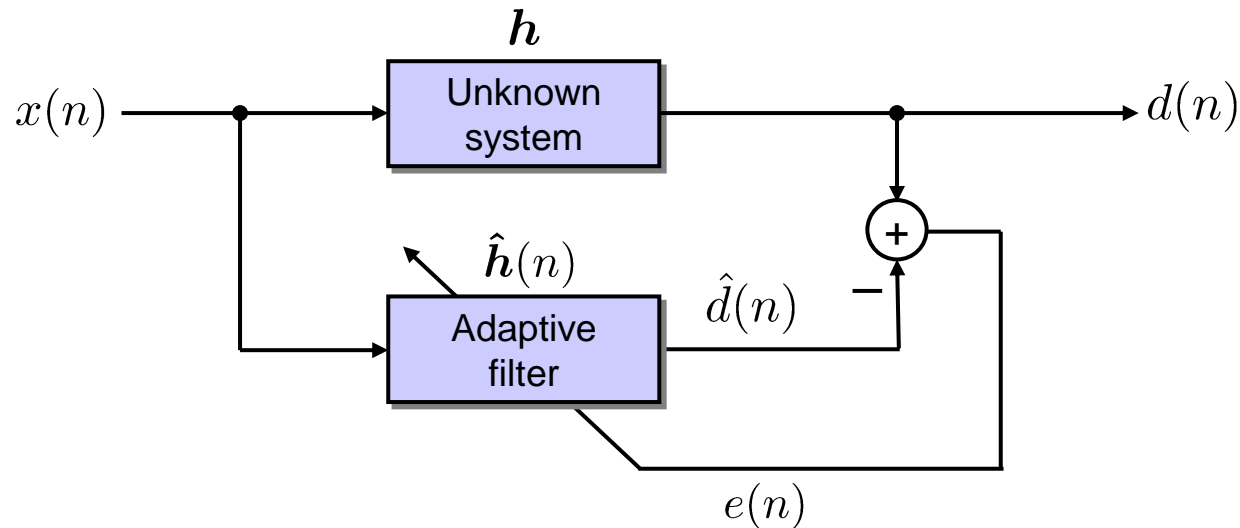 h
Unknown
system
x(n)
d(n)
+
ĥ(n)
−
d̂(n)
Adaptive
filter
e(n)